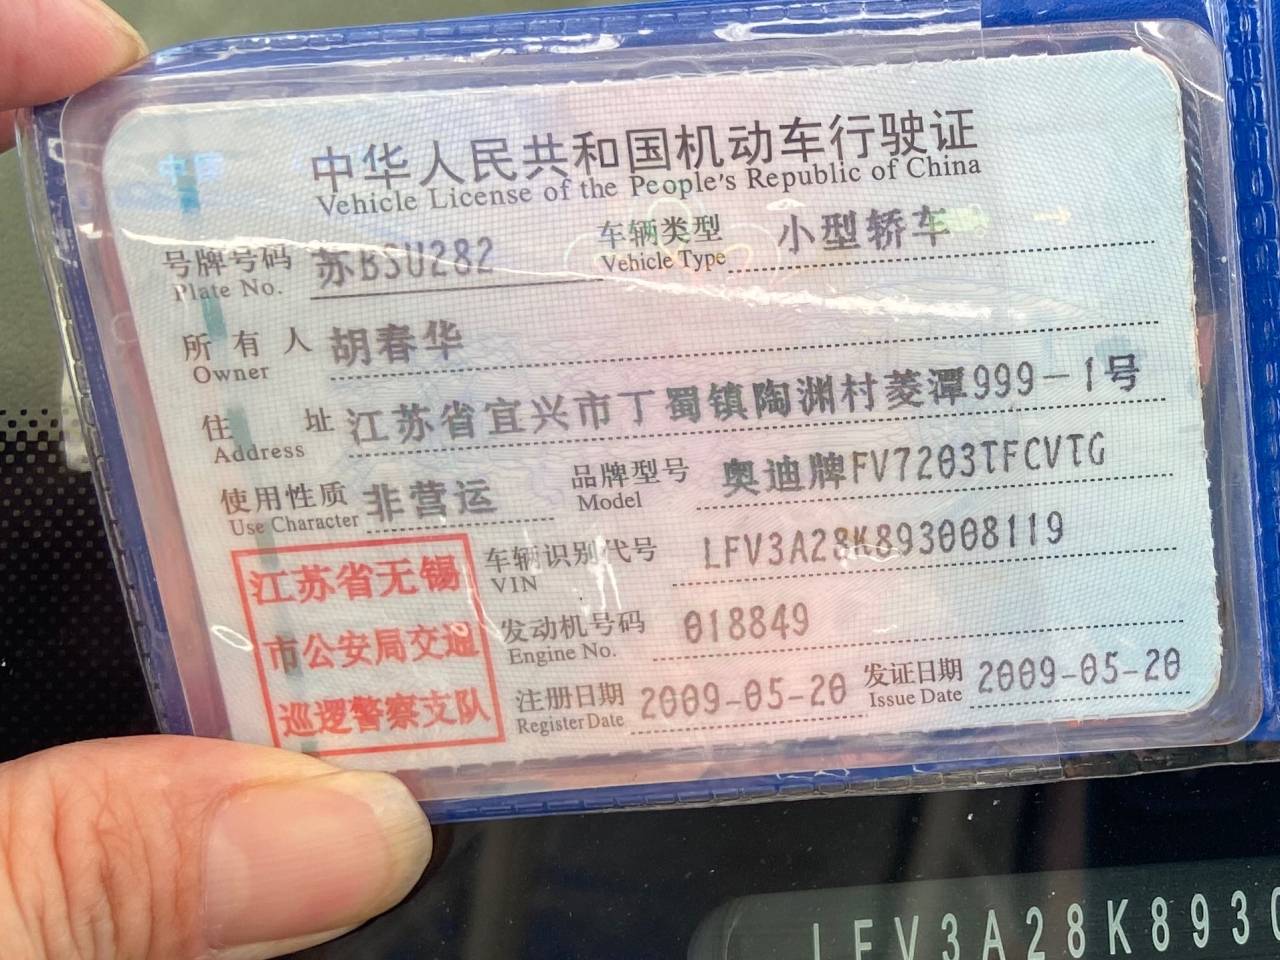 中国
中华人民共和国机动车行驶证
Vehicle License of the People's Republic of China
号牌号码 苏BSU282 车辆类型 小型轿车
Plate No. Vehicle Type
所有人 胡春华
Owner
住址 江苏省宜兴市丁蜀镇陶渊村菱潭999-1号
Address
使用性质 非营运 品牌型号 奥迪牌FV7203TFCVTG
Use Character Model
江苏省无锡
市公安局交通
巡逻警察支队
车辆识别代号 LFV3A28K893008119
VIN
发动机号码 018849
Engine No.
注册日期 2009-05-20 发证日期 2009-05-20
Register Date Issue Date
LFV3A28K893